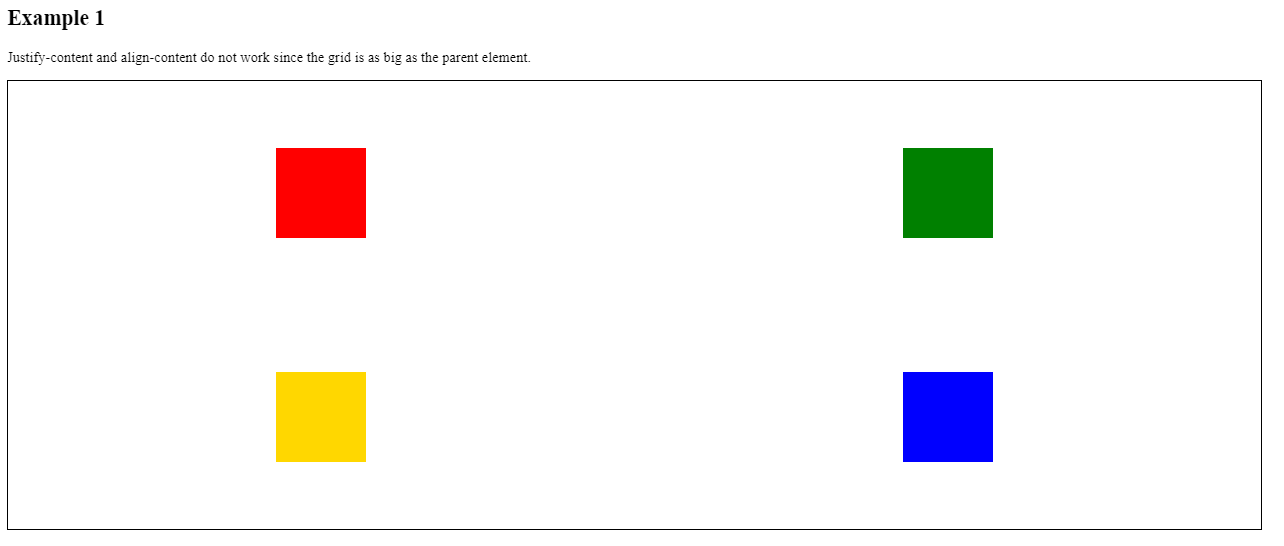 Example 1
Justify-content and align-content do not work since the grid is as big as the parent element.